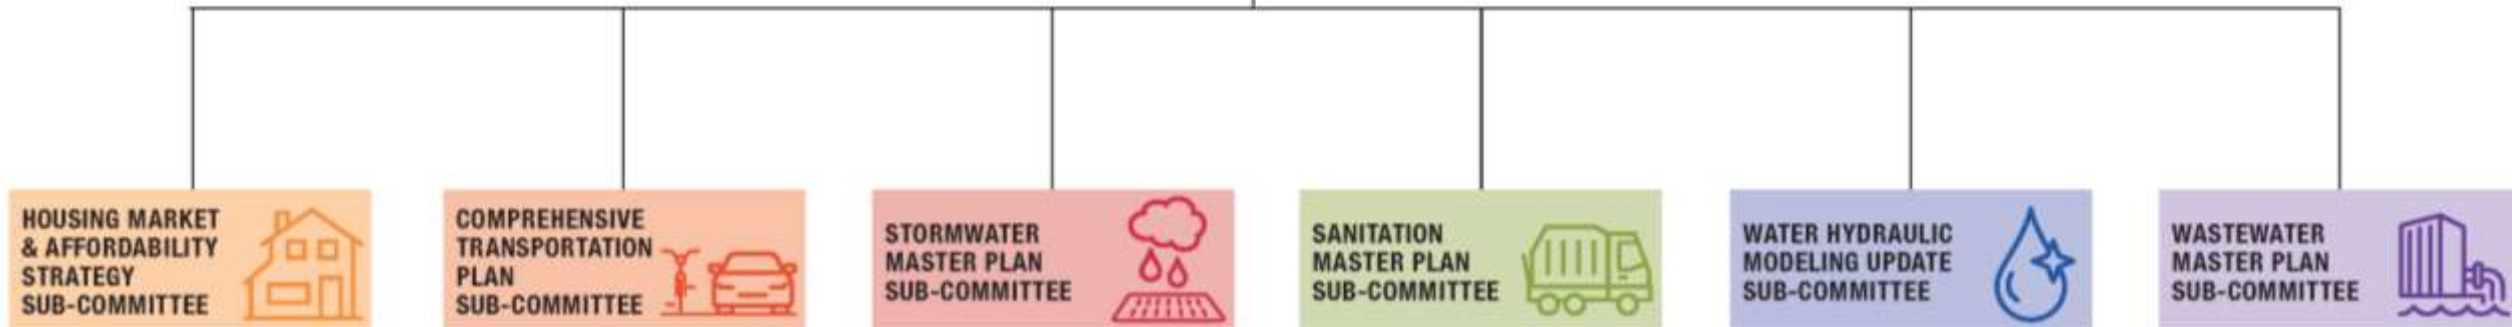 HOUSING MARKET
& AFFORDABILITY
STRATEGY
SUB-COMMITTEE
COMPREHENSIVE
TRANSPORTATION
PLAN
SUB-COMMITTEE
STORMWATER
MASTER PLAN
SUB-COMMITTEE
SANITATION
MASTER PLAN
SUB-COMMITTEE
WATER HYDRAULIC
MODELING UPDATE
SUB-COMMITTEE
WASTEWATER
MASTER PLAN
SUB-COMMITTEE